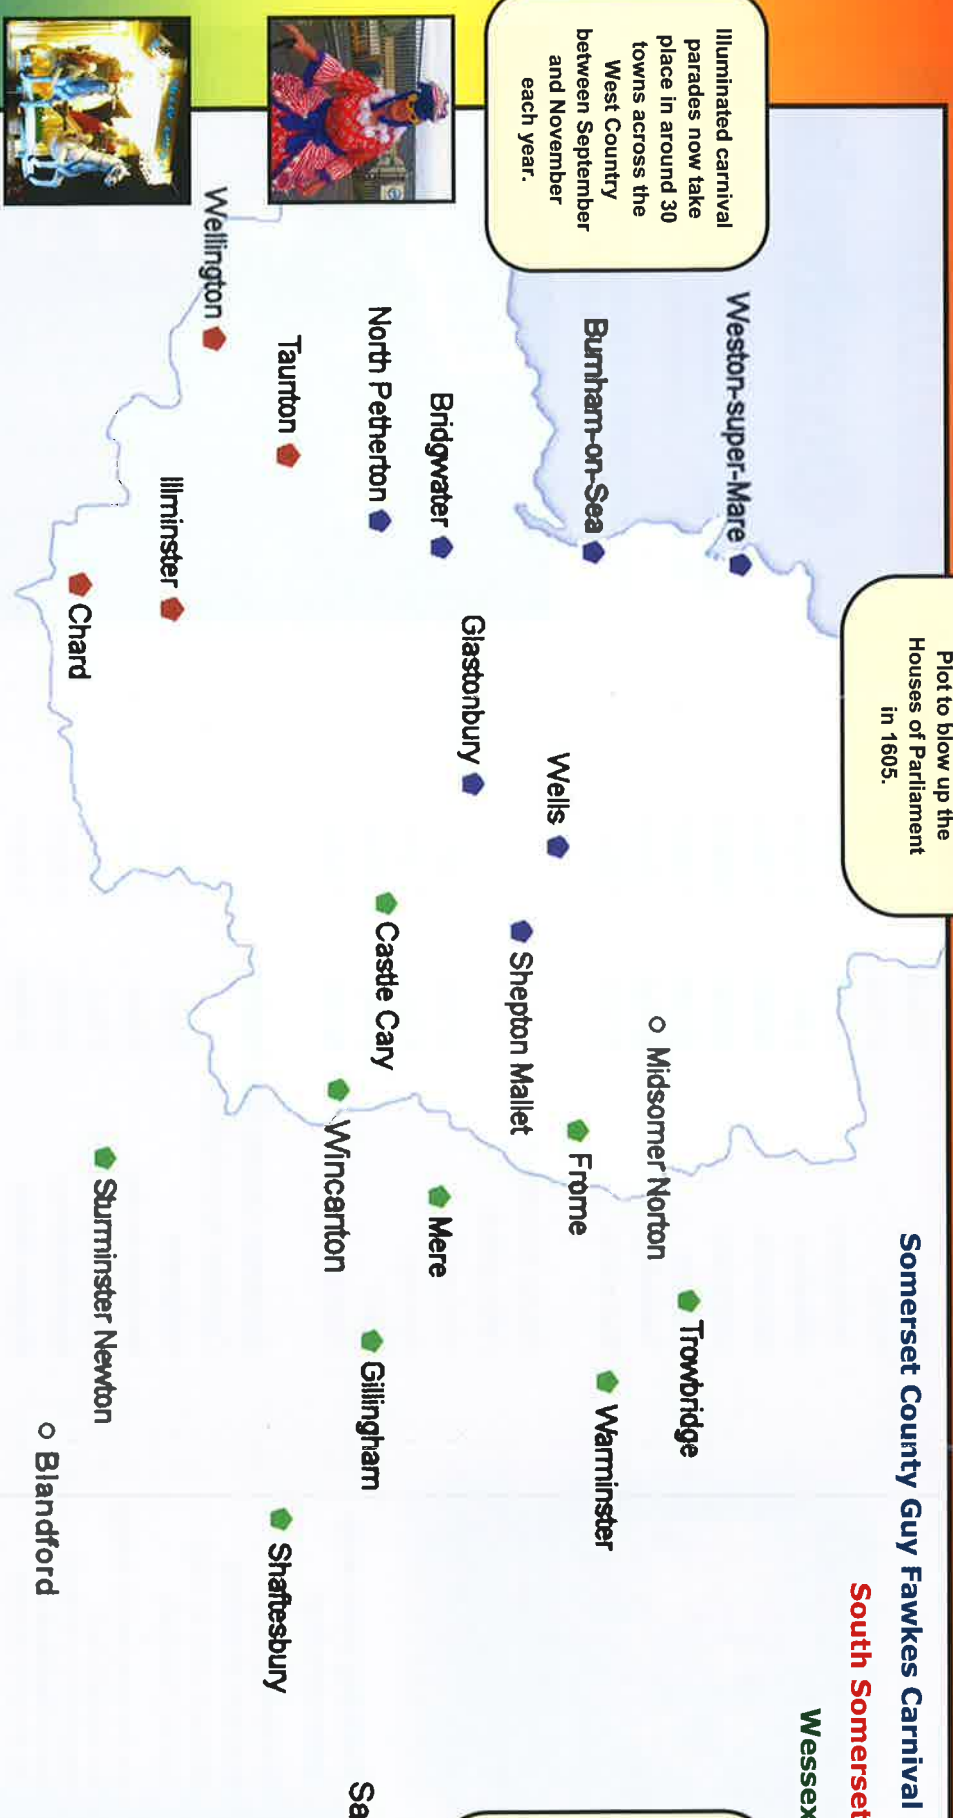 Illuminated carnival
parades now take
place in around 30
towns across the
West Country
between September
and November
each year.
Plot to blow up the
Houses of Parliament
in 1605.
Somerset County Guy Fawkes Carnival
South Somerset
Wessex
Weston-super-Mare
Burnham-on-Sea
Bridgwater
North Petherton
Taunton
Wellington
Ilminster
Chard
Glastonbury
Wells
Shepton Mallet
Castle Cary
Midsomer Norton
Frome
Wincanton
Mere
Trowbridge
Warminster
Gillingham
Sturminster Newton
Shaftesbury
Blandford
Sa